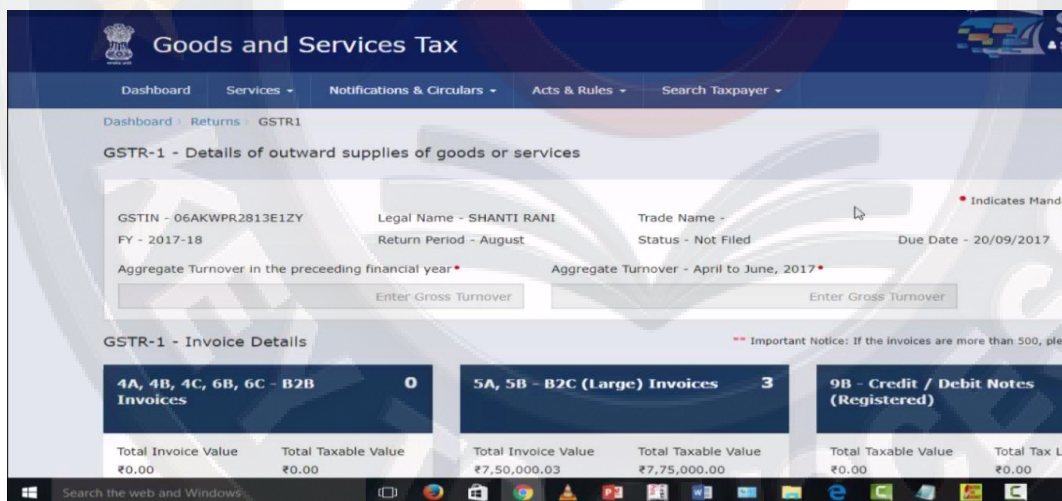 Goods and Services Tax
Dashboard Services Notifications & Circulars Acts & Rules Search Taxpayer
Dashboard Returns GSTR1
GSTR-1 - Details of outward supplies of goods or services
* Indicates Mand
GSTIN - 06AKWPR2813E1ZY Legal Name - SHANTI RANI Trade Name -
FY - 2017-18 Return Period - August Status - Not Filed Due Date - 20/09/2017
Aggregate Turnover in the preceeding financial year* Aggregate Turnover - April to June, 2017*
Enter Gross Turnover Enter Gross Turnover
GSTR-1 - Invoice Details ** Important Notice: If the invoices are more than 500, ple
4A, 4B, 4C, 6B, 6C - B2B Invoices 0 5A, 5B - B2C (Large) Invoices 3 9B - Credit / Debit Notes (Registered)
Total Invoice Value Total Taxable Value Total Invoice Value Total Taxable Value Total Taxable Value Total Tax L
₹0.00 ₹0.00 ₹7,50,000.03 ₹7,75,000.00 ₹0.00 ₹0.00
Search the web and Windows